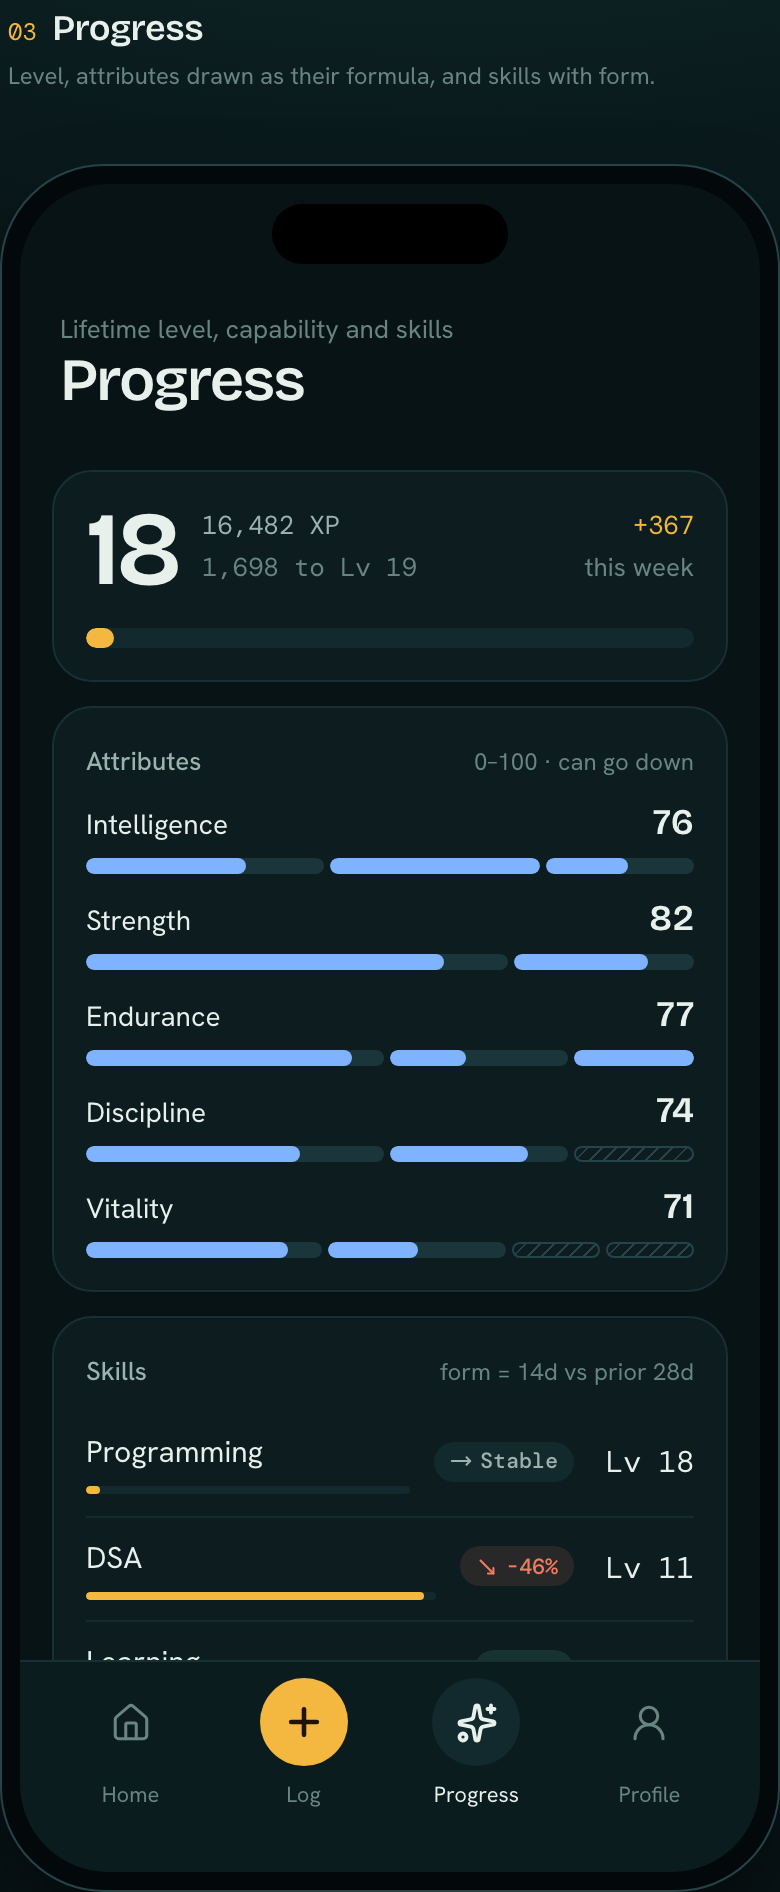 03 Progress
Level, attributes drawn as their formula, and skills with form.
Lifetime level, capability and skills
Progress
18
16,482 XP
+367
1,698 to Lv 19
this week
Attributes
0–100 · can go down
Intelligence
76
Strength
82
Endurance
77
Discipline
74
Vitality
71
Skills
form = 14d vs prior 28d
Programming
→ Stable
Lv 18
DSA
↘ -46%
Lv 11
Learning
Home
Log
Progress
Profile